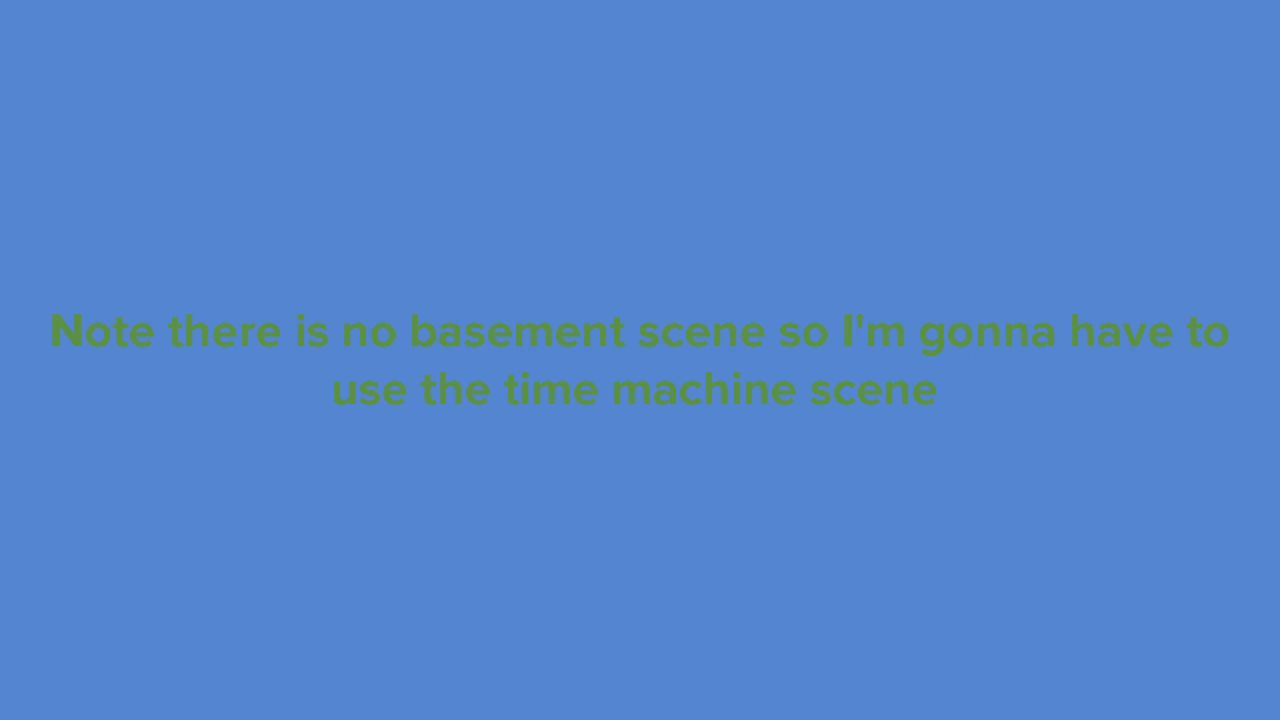 Note there is no basement scene so I'm gonna have to
use the time machine scene